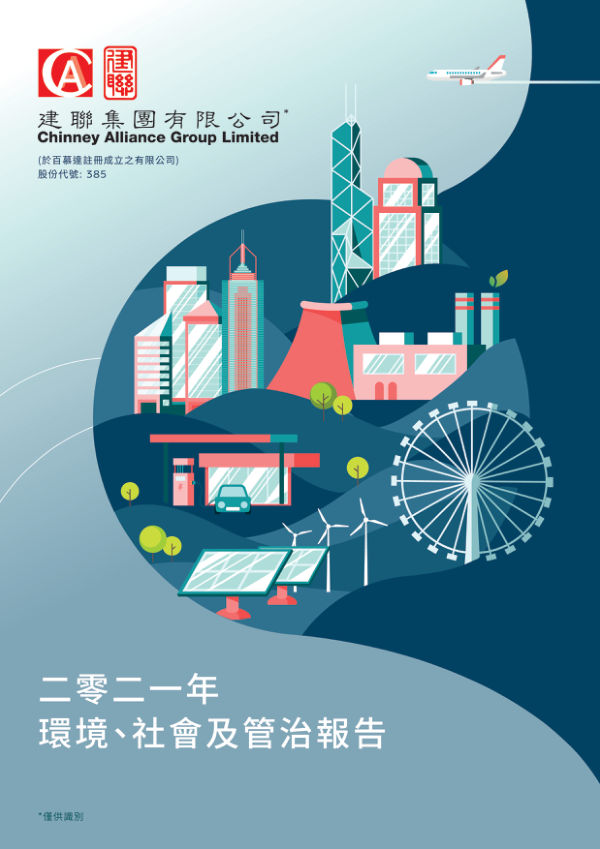 建聯
建聯集團有限公司*
Chinney Alliance Group Limited
(於百慕達註冊成立之有限公司)
股份代號: 385
二零二一年
環境、社會及管治報告
*僅供識別